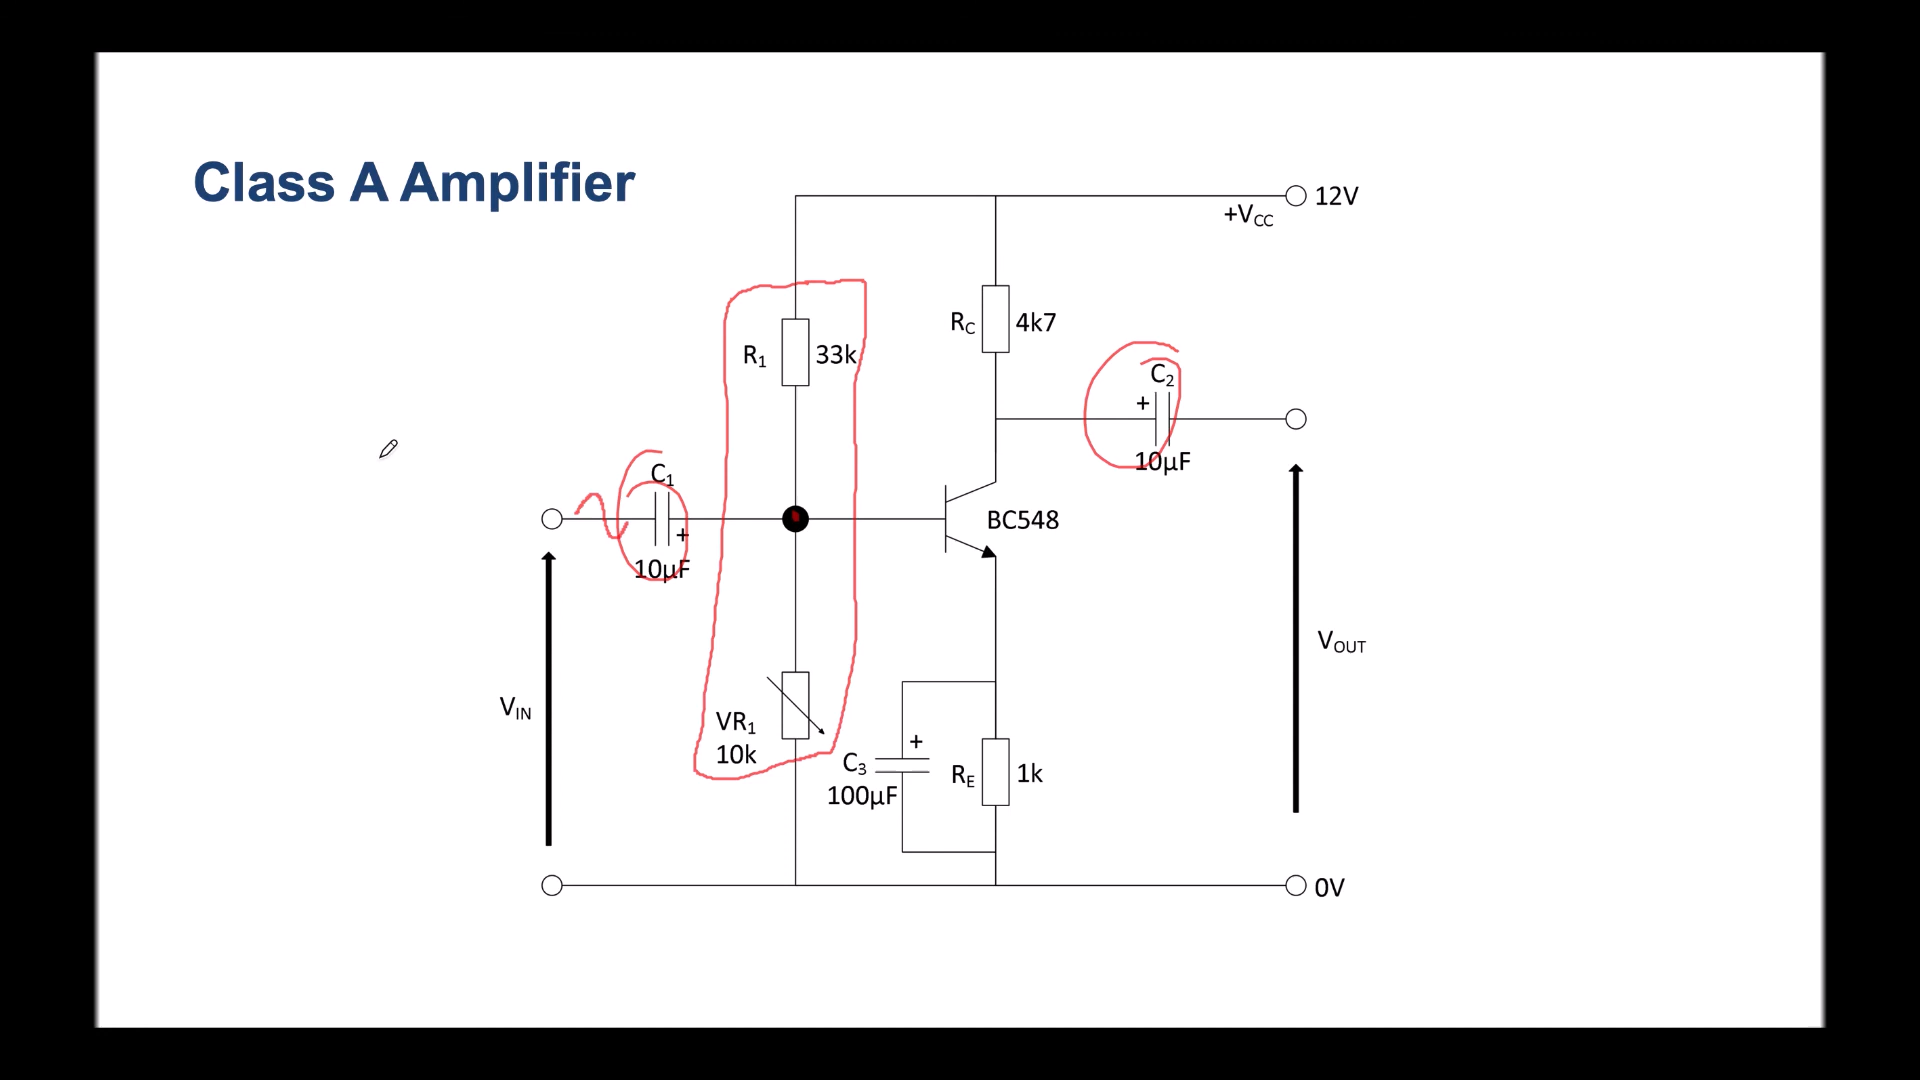 Class A Amplifier
12V
+VCC
RC 4k7
R1 33k
C2
+
10µF
C1
+
10µF
BC548
VOUT
VIN
VR1
10k
+
C3
100µF
RE 1k
0V